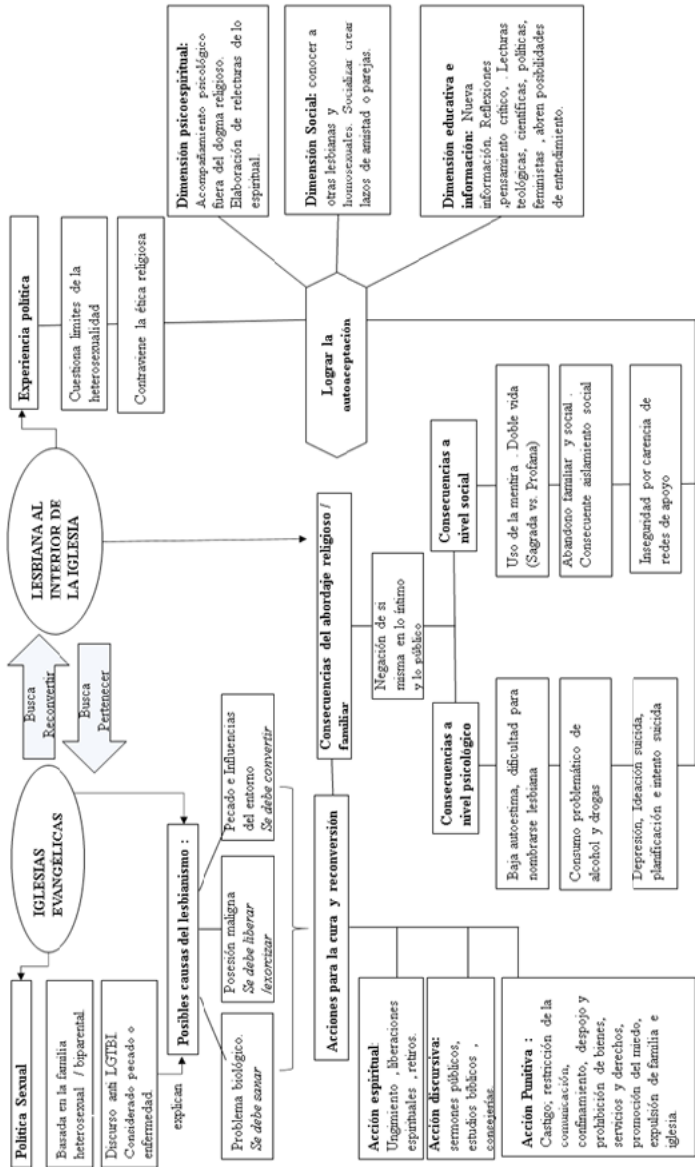 IGLESIAS
EVANGÉLICAS
Busca
Reconvertir
Busca
Pertenecer
LESBIANA AL
INTERIOR DE
LA IGLESIA
Política Sexual
Basada en la familia
heterosexual / biparental
Discurso anti LGTBI.
Considerado pecado o
enfermedad.
explican
Posibles causas del lesbianismo :
Problema biológico.
Se debe sanar
Posesión maligna
Se debe liberar
/exorcizar
Pecado e Influencias
del entorno
Se debe convertir
Experiencia política
Cuestiona limites de la
heterosexualidad
Contraviene la ética religiosa
Acciones para la cura y reconversión
Acción espiritual:
Ungimiento , liberaciones
espirituales , retiros.
Acción discursiva:
sermones públicos,
estudios bíblicos ,
consejerías.
Acción Punitiva :
Castigo; restricción de la
comunicación,
confinamiento, despojo y
prohibición de bienes,
servicios y derechos,
promoción del miedo,
expulsión de familia e
iglesia.
Consecuencias del abordaje religioso /
familiar
Negación de si
misma en lo íntimo
y lo público
Consecuencias a
nivel psicológico
Baja autoestima, dificultad para
nombrarse lesbiana
Consumo problemático de
alcohol y drogas
Depresión, Ideación suicida,
planificación e intento suicida
Consecuencias a
nivel social
Uso de la mentira . Doble vida
(Sagrada vs. Profana)
Abandono familiar y social .
Consecuente aislamiento social
Inseguridad por carencia de
redes de apoyo
Lograr la
autoaceptación
Dimensión psicoespiritual:
Acompañamiento psicológico
fuera del dogma religioso.
Elaboración de relecturas de lo
espiritual.
Dimensión Social: conocer a
otras lesbianas y
homosexuales. Socializar crear
lazos de amistad o parejas.
Dimensión educativa e
información: Nueva
información. Reflexiones
,pensamiento crítico, . Lecturas
teológicas, científicas, políticas,
feministas , abren posibilidades
de entendimiento.